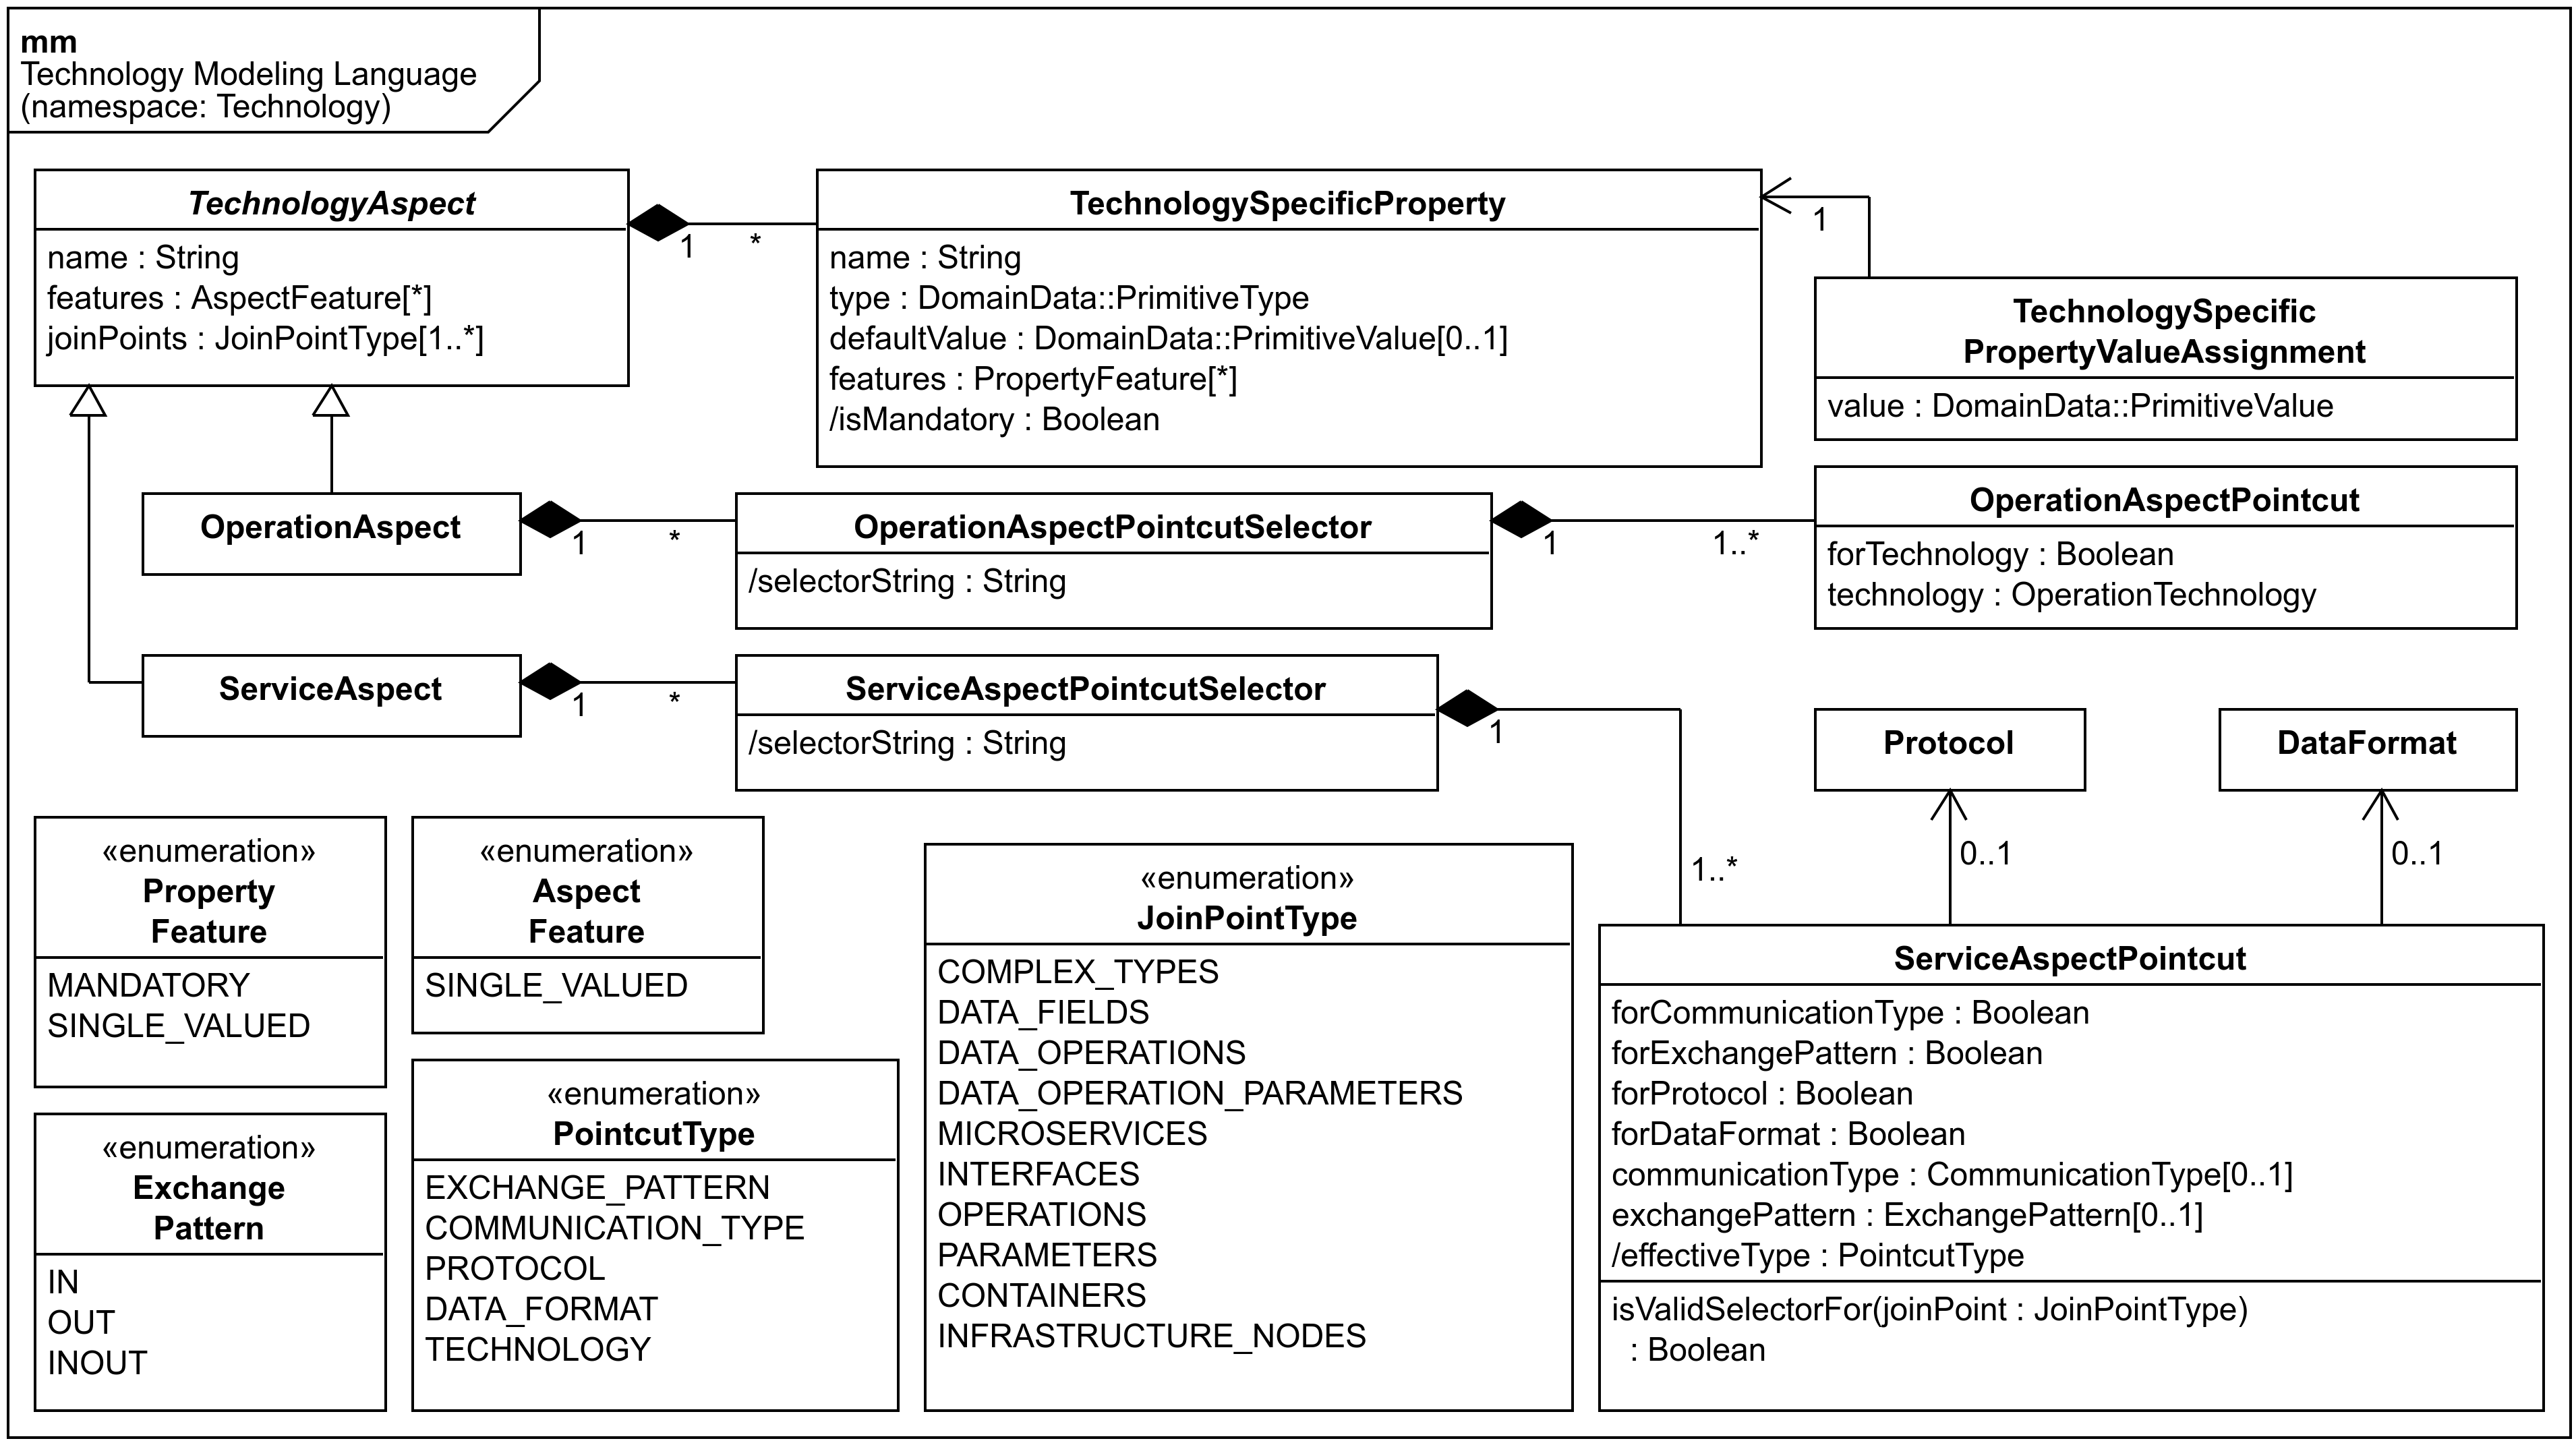 mm
Technology Modeling Language
(namespace: Technology)
TechnologyAspect
name : String
features : AspectFeature[*]
joinPoints : JoinPointType[1..*]
1
*
TechnologySpecificProperty
name : String
type : DomainData::PrimitiveType
defaultValue : DomainData::PrimitiveValue[0..1]
features : PropertyFeature[*]
/isMandatory : Boolean
1
TechnologySpecific
PropertyValueAssignment
value : DomainData::PrimitiveValue
OperationAspect
1
*
OperationAspectPointcutSelector
/selectorString : String
1
1..*
OperationAspectPointcut
forTechnology : Boolean
technology : OperationTechnology
ServiceAspect
1
*
ServiceAspectPointcutSelector
/selectorString : String
1
1..*
Protocol
0..1
DataFormat
0..1
«enumeration»
Property
Feature
MANDATORY
SINGLE_VALUED
«enumeration»
Aspect
Feature
SINGLE_VALUED
«enumeration»
Exchange
Pattern
IN
OUT
INOUT
«enumeration»
PointcutType
EXCHANGE_PATTERN
COMMUNICATION_TYPE
PROTOCOL
DATA_FORMAT
TECHNOLOGY
«enumeration»
JoinPointType
COMPLEX_TYPES
DATA_FIELDS
DATA_OPERATIONS
DATA_OPERATION_PARAMETERS
MICROSERVICES
INTERFACES
OPERATIONS
PARAMETERS
CONTAINERS
INFRASTRUCTURE_NODES
ServiceAspectPointcut
forCommunicationType : Boolean
forExchangePattern : Boolean
forProtocol : Boolean
forDataFormat : Boolean
communicationType : CommunicationType[0..1]
exchangePattern : ExchangePattern[0..1]
/effectiveType : PointcutType
isValidSelectorFor(joinPoint : JoinPointType)
: Boolean